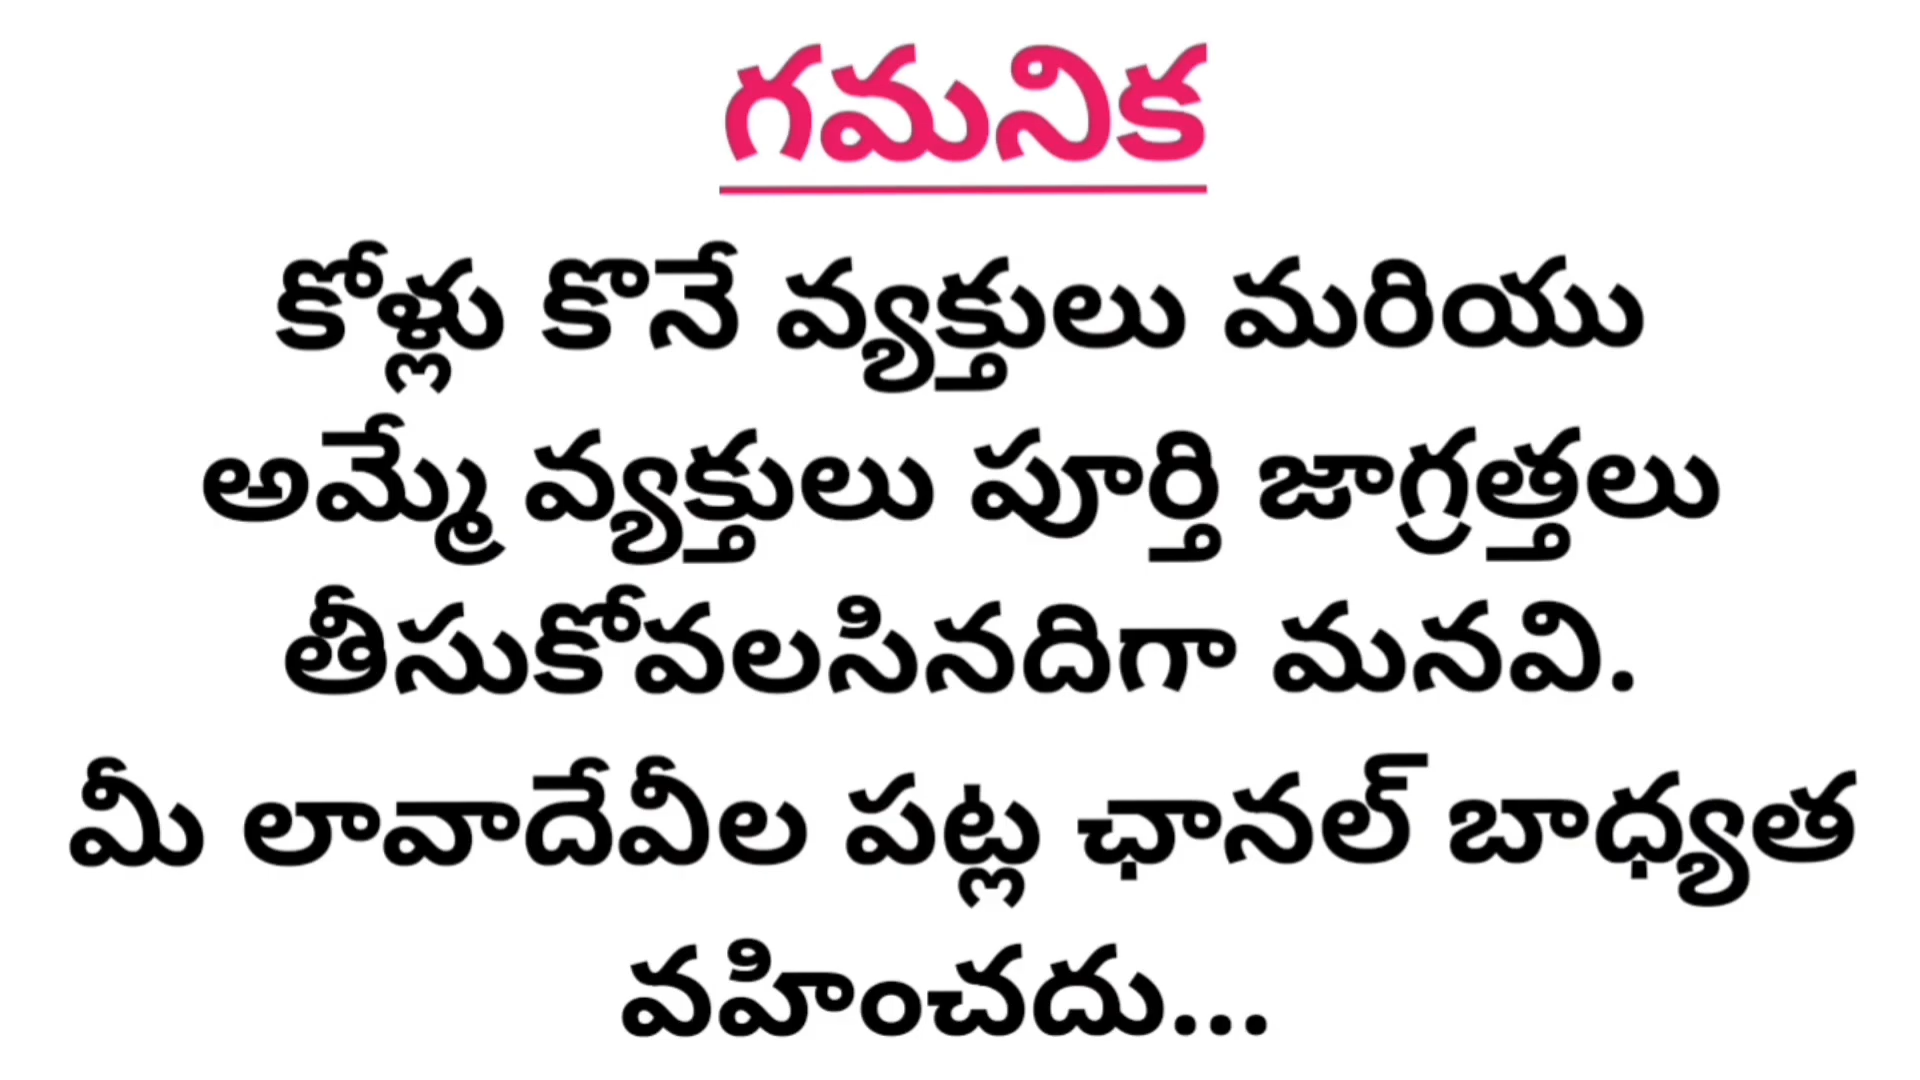 గమనిక
కోళ్లు కొనే వ్యక్తులు మరియు
అమ్మే వ్యక్తులు పూర్తి జాగ్రత్తలు
తీసుకోవలసినదిగా మనవి.
మీ లావాదేవీల పట్ల ఛానల్ బాధ్యత
వహించదు...